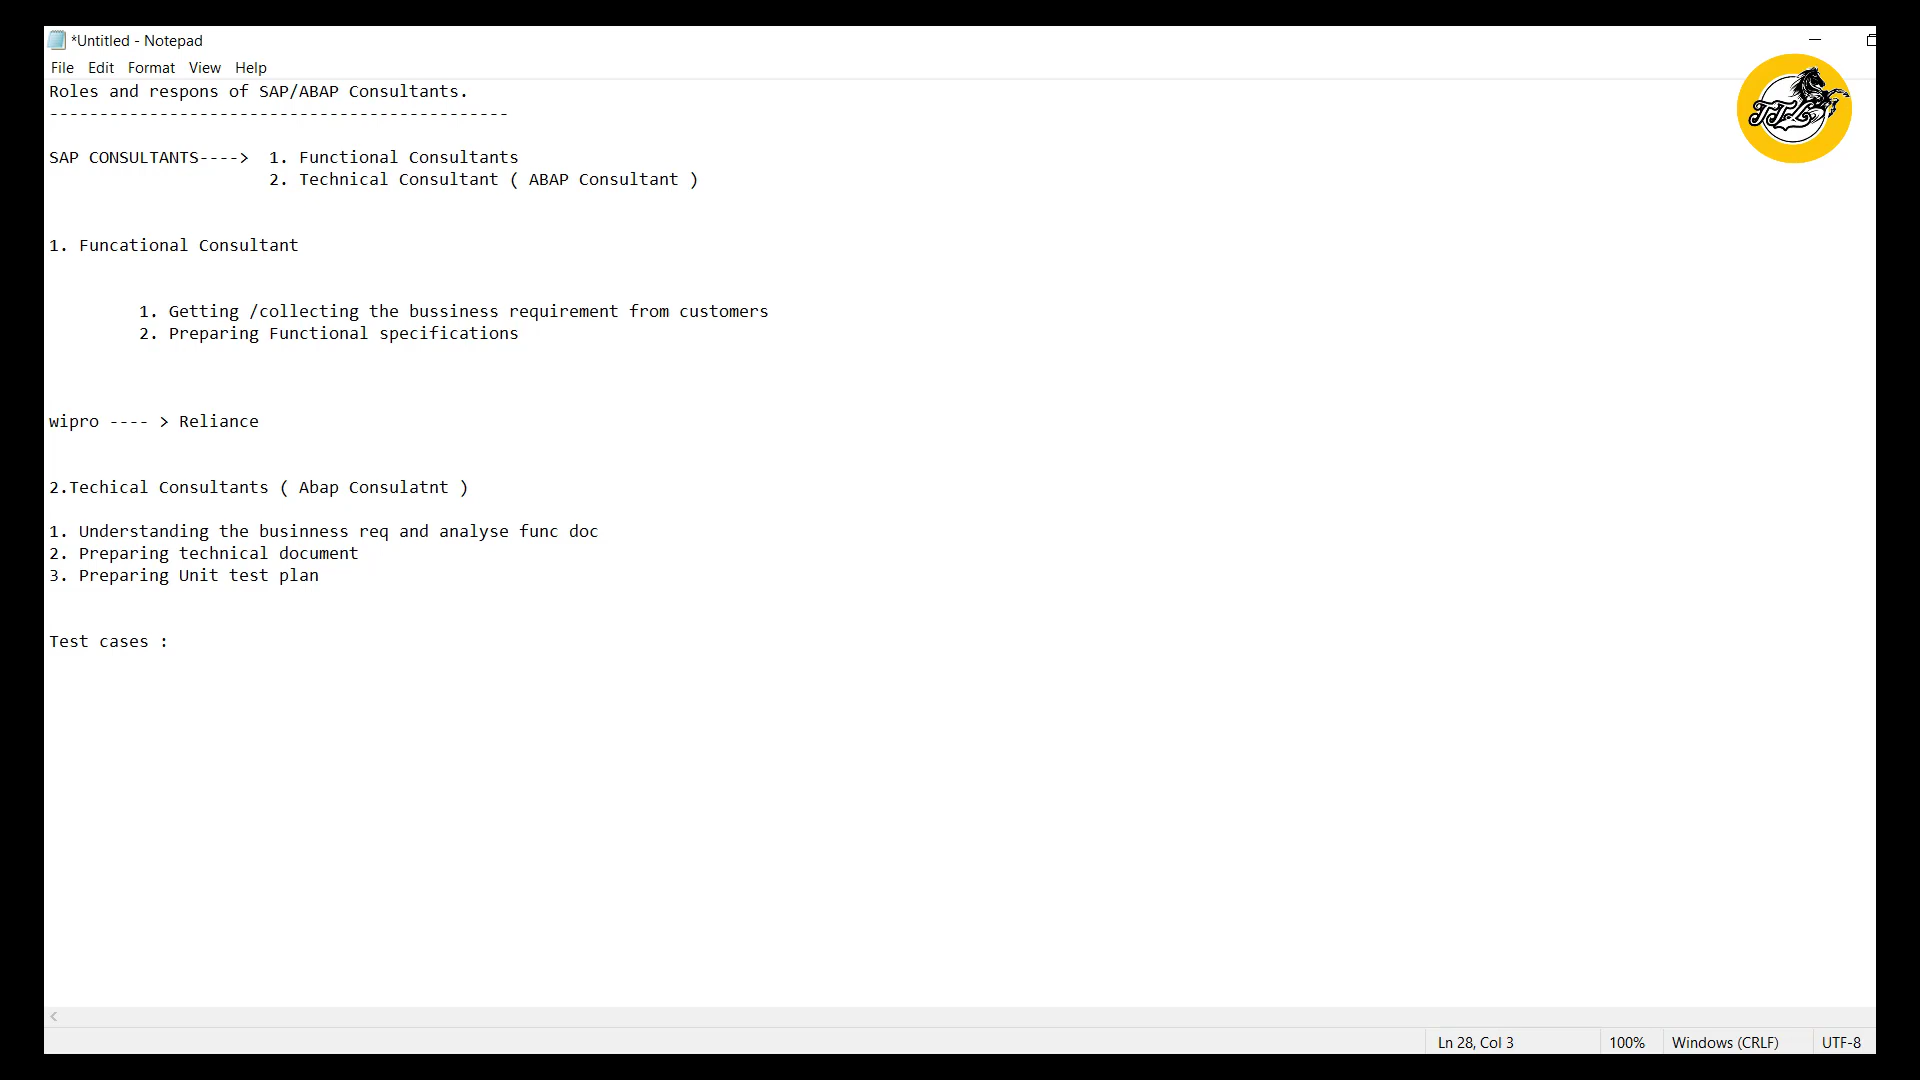 *Untitled - Notepad
File Edit Format View Help
Roles and respons of SAP/ABAP Consultants.
----------------------------------------------
SAP CONSULTANTS----> 1. Functional Consultants
2. Technical Consultant ( ABAP Consultant )
1. Funcational Consultant
1. Getting /collecting the bussiness requirement from customers
2. Preparing Functional specifications
wipro ---- > Reliance
2.Techical Consultants ( Abap Consulatnt )
1. Understanding the businness req and analyse func doc
2. Preparing technical document
3. Preparing Unit test plan
Test cases :
Ln 28, Col 3 100% Windows (CRLF) UTF-8